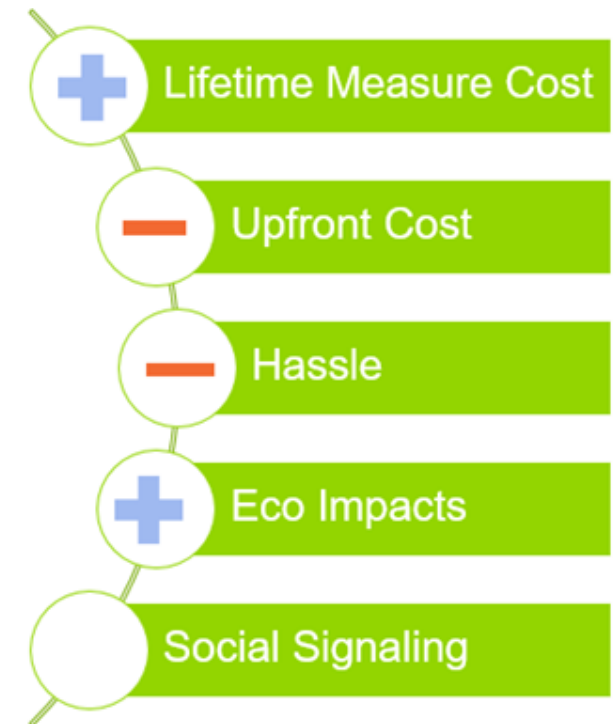 Lifetime Measure Cost
Upfront Cost
Hassle
Eco Impacts
Social Signaling